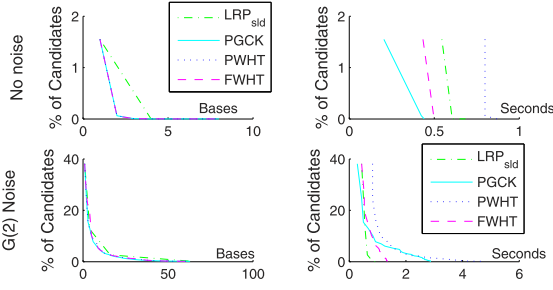 No noise
% of Candidates
2
1
0
0
5
10
Bases
LRP_sld
PGCK
PWHT
FWHT
% of Candidates
2
1
0
0
0.5
1
Seconds
G(2) Noise
% of Candidates
40
20
0
0
50
100
Bases
% of Candidates
40
20
0
0
2
4
6
Seconds
LRP_sld
PGCK
PWHT
FWHT